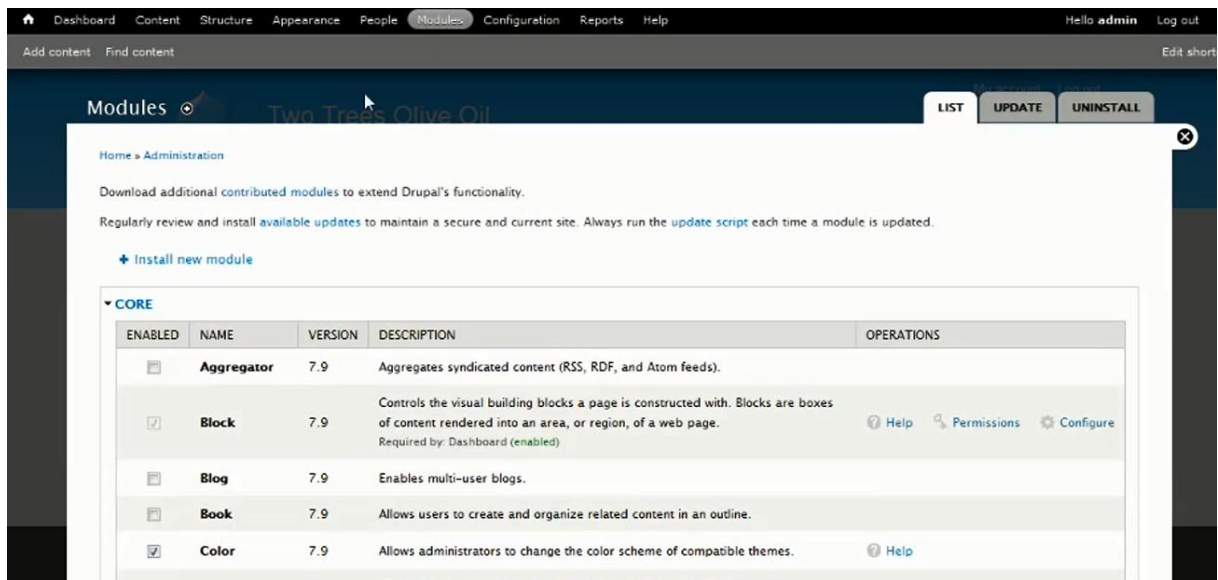 Dashboard Content Structure Appearance People Modules Configuration Reports Help Hello admin Log out
Add content Find content Edit short
My account Log out
Modules Two Trees Olive Oil LIST UPDATE UNINSTALL
Home » Administration
Download additional contributed modules to extend Drupal's functionality.
Regularly review and install available updates to maintain a secure and current site. Always run the update script each time a module is updated.
+ Install new module
CORE
ENABLED NAME VERSION DESCRIPTION OPERATIONS
Aggregator 7.9 Aggregates syndicated content (RSS, RDF, and Atom feeds).
Controls the visual building blocks a page is constructed with. Blocks are boxes
Block 7.9 of content rendered into an area, or region, of a web page. Help Permissions Configure
Required by: Dashboard (enabled)
Blog 7.9 Enables multi-user blogs.
Book 7.9 Allows users to create and organize related content in an outline.
Color 7.9 Allows administrators to change the color scheme of compatible themes. Help